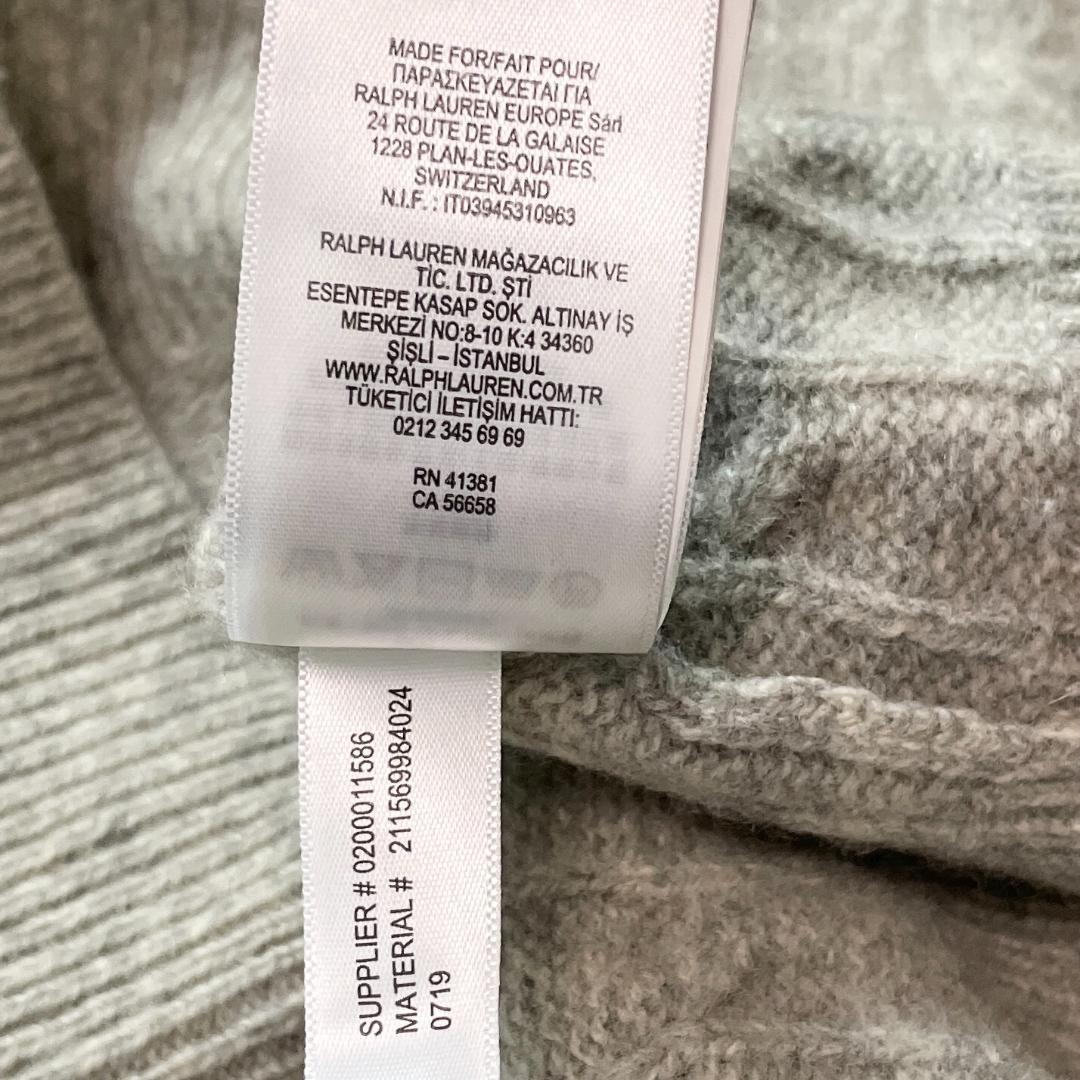 MADE FOR/FAIT POUR/
ΠΑΡΑΣΚΕΥΑΖΕΤΑΙ ΓΙΑ
RALPH LAUREN EUROPE Sárl
24 ROUTE DE LA GALAISE
1228 PLAN-LES-OUATES,
SWITZERLAND
N.I.F. : IT03945310963
RALPH LAUREN MAĞAZACILIK VE
TİC. LTD. ŞTİ
ESENTEPE KASAP SOK. ALTINAY İŞ
MERKEZİ NO:8-10 K:4 34360
ŞİŞLİ – İSTANBUL
WWW.RALPHLAUREN.COM.TR
TÜKETİCİ İLETİŞİM HATTI:
0212 345 69 69
RN 41381
CA 56658
SUPPLIER # 0200011586
MATERIAL # 211569984024
0719